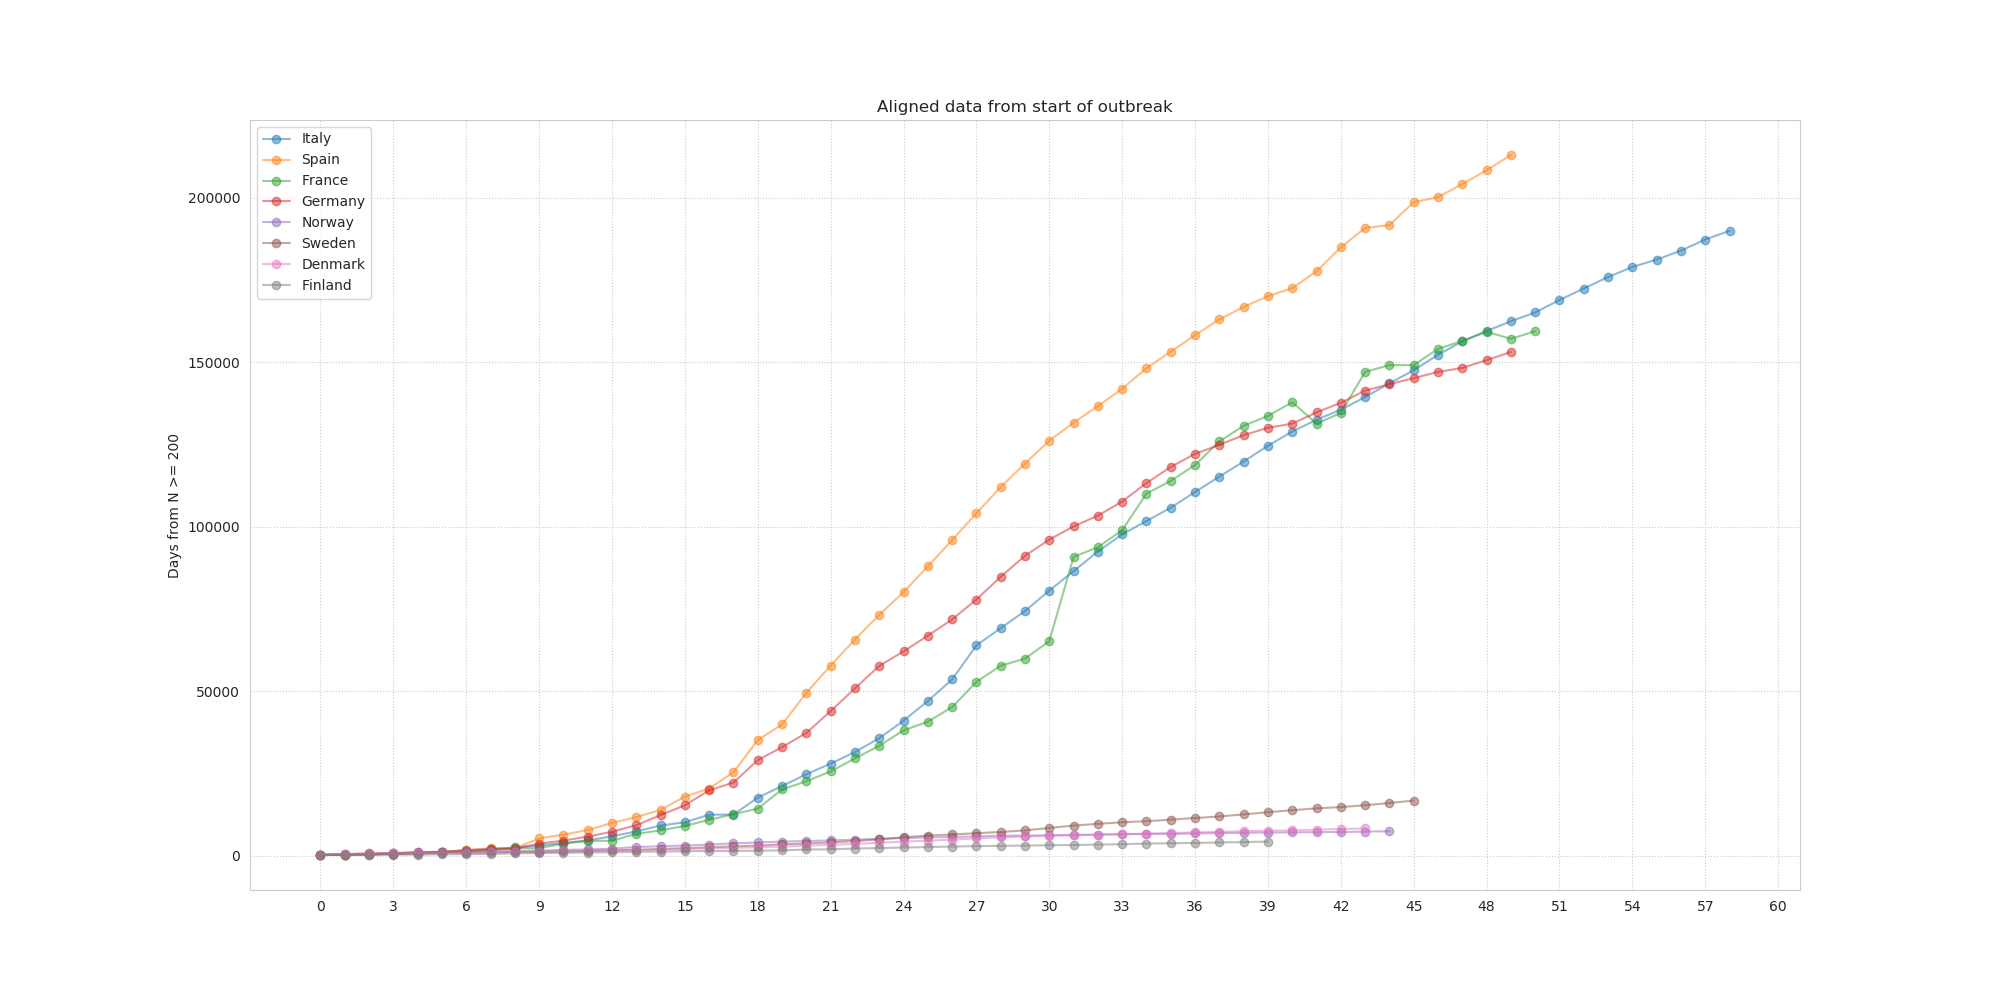 Aligned data from start of outbreak
Italy
Spain
France
Germany
Norway
Sweden
Denmark
Finland
200000
150000
100000
50000
0
Days from N >= 200
0 3 6 9 12 15 18 21 24 27 30 33 36 39 42 45 48 51 54 57 60